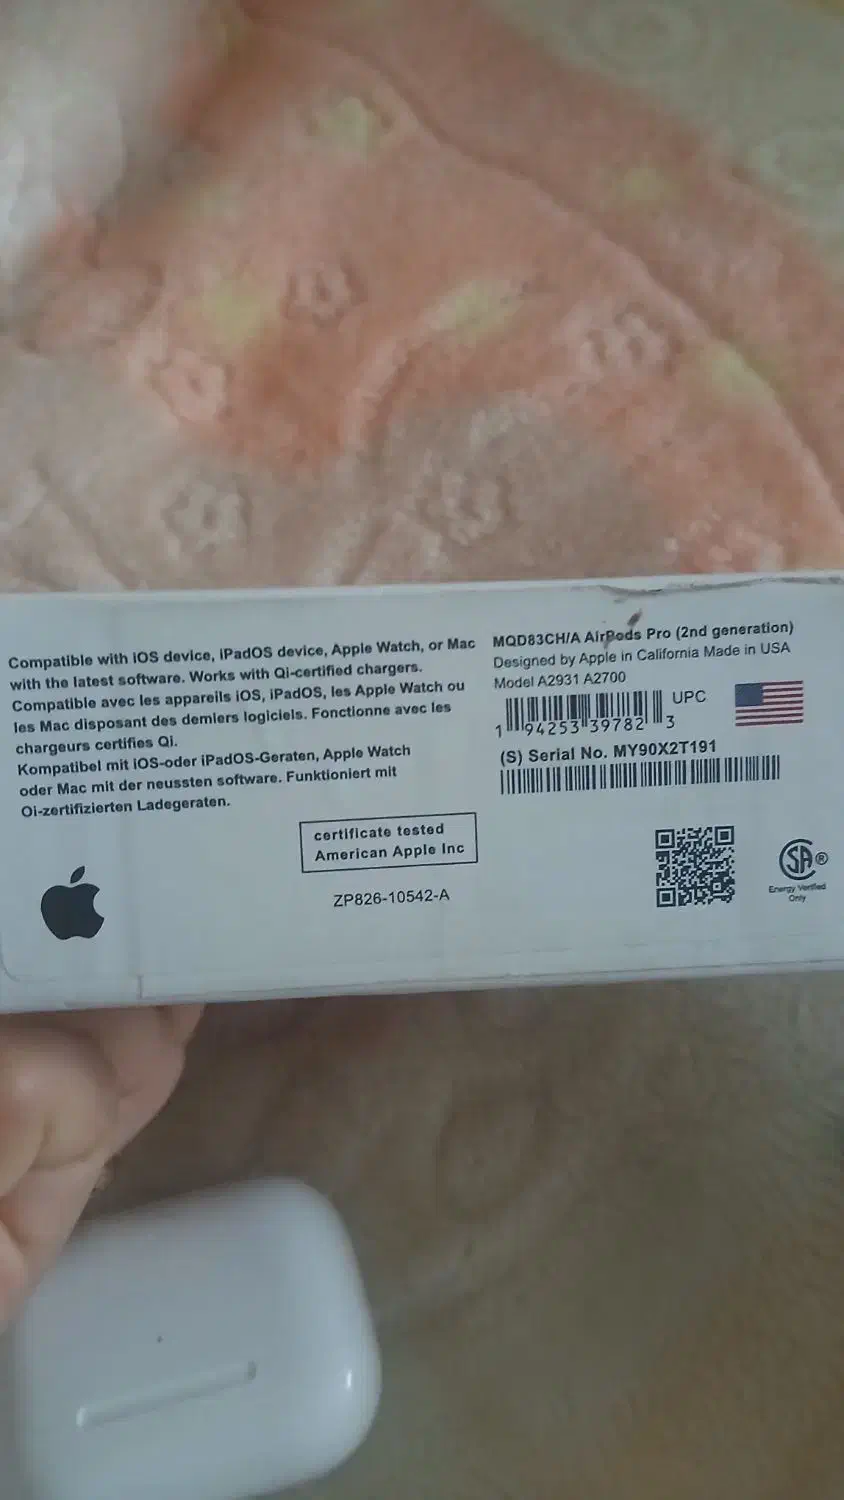 Compatible with iOS device, iPadOS device, Apple Watch, or Mac
with the latest software. Works with Qi-certified chargers.
Compatible avec les appareils iOS, iPadOS, les Apple Watch ou
les Mac disposant des demiers logiciels. Fonctionne avec les
chargeurs certifies Qi.
Kompatibel mit iOS-oder iPadOS-Geraten, Apple Watch
oder Mac mit der neussten software. Funktioniert mit
Oi-zertifizierten Ladegeraten.
certificate tested
American Apple Inc
ZP826-10542-A
MQD83CH/A AirPods Pro (2nd generation)
Designed by Apple in California Made in USA
Model A2931 A2700
UPC
1 94253 39782 3
(S) Serial No. MY90X2T191
SA®
Energy Verified
Only